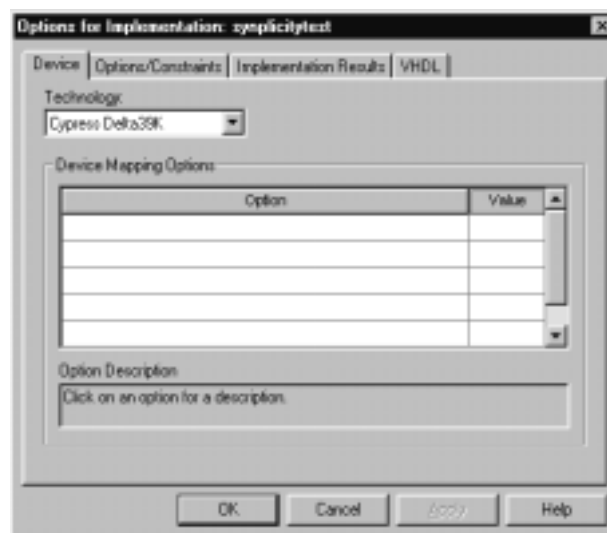 Options for Implementation: synplicitytest
Device Options/Constraints Implementation Results VHDL
Technology:
Cypress Delta39K
Device Mapping Options
Option Value
Option Description
Click on an option for a description.
OK Cancel Apply Help